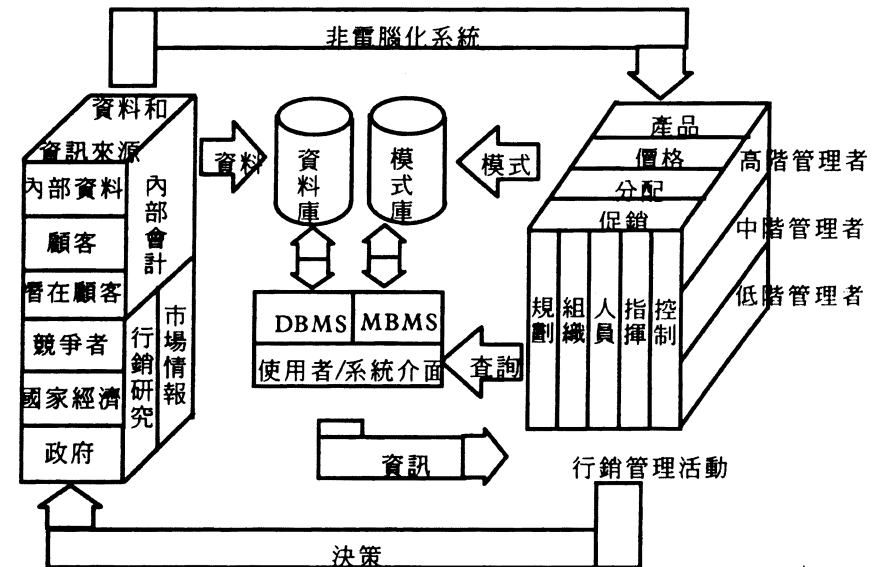 非電腦化系統
資料和
資訊來源
內部資料
顧客
潛在顧客
競爭者
國家經濟
政府
內部會計
行銷研究
市場情報
資料
資料庫
模式庫
模式
DBMS
MBMS
使用者/系統介面
查詢
資訊
產品
價格
分配
促銷
規劃
組織
人員
指揮
控制
高階管理者
中階管理者
低階管理者
行銷管理活動
決策